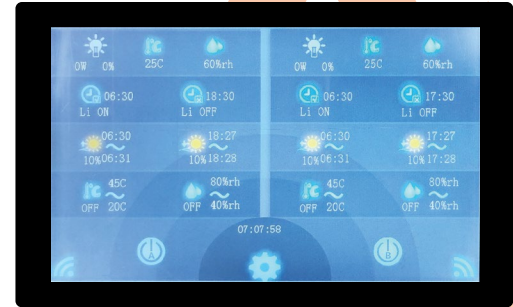 0W 0% 25C 60%rh
06:30 18:30
Li ON Li OFF
06:30 18:27
10% 06:31 10% 18:28
45C 80%rh
OFF 20C OFF 40%rh
A
0W 0% 25C 60%rh
06:30 17:30
Li ON Li OFF
06:30 17:27
10% 06:31 10% 17:28
45C 80%rh
OFF 20C OFF 40%rh
B
07:07:58